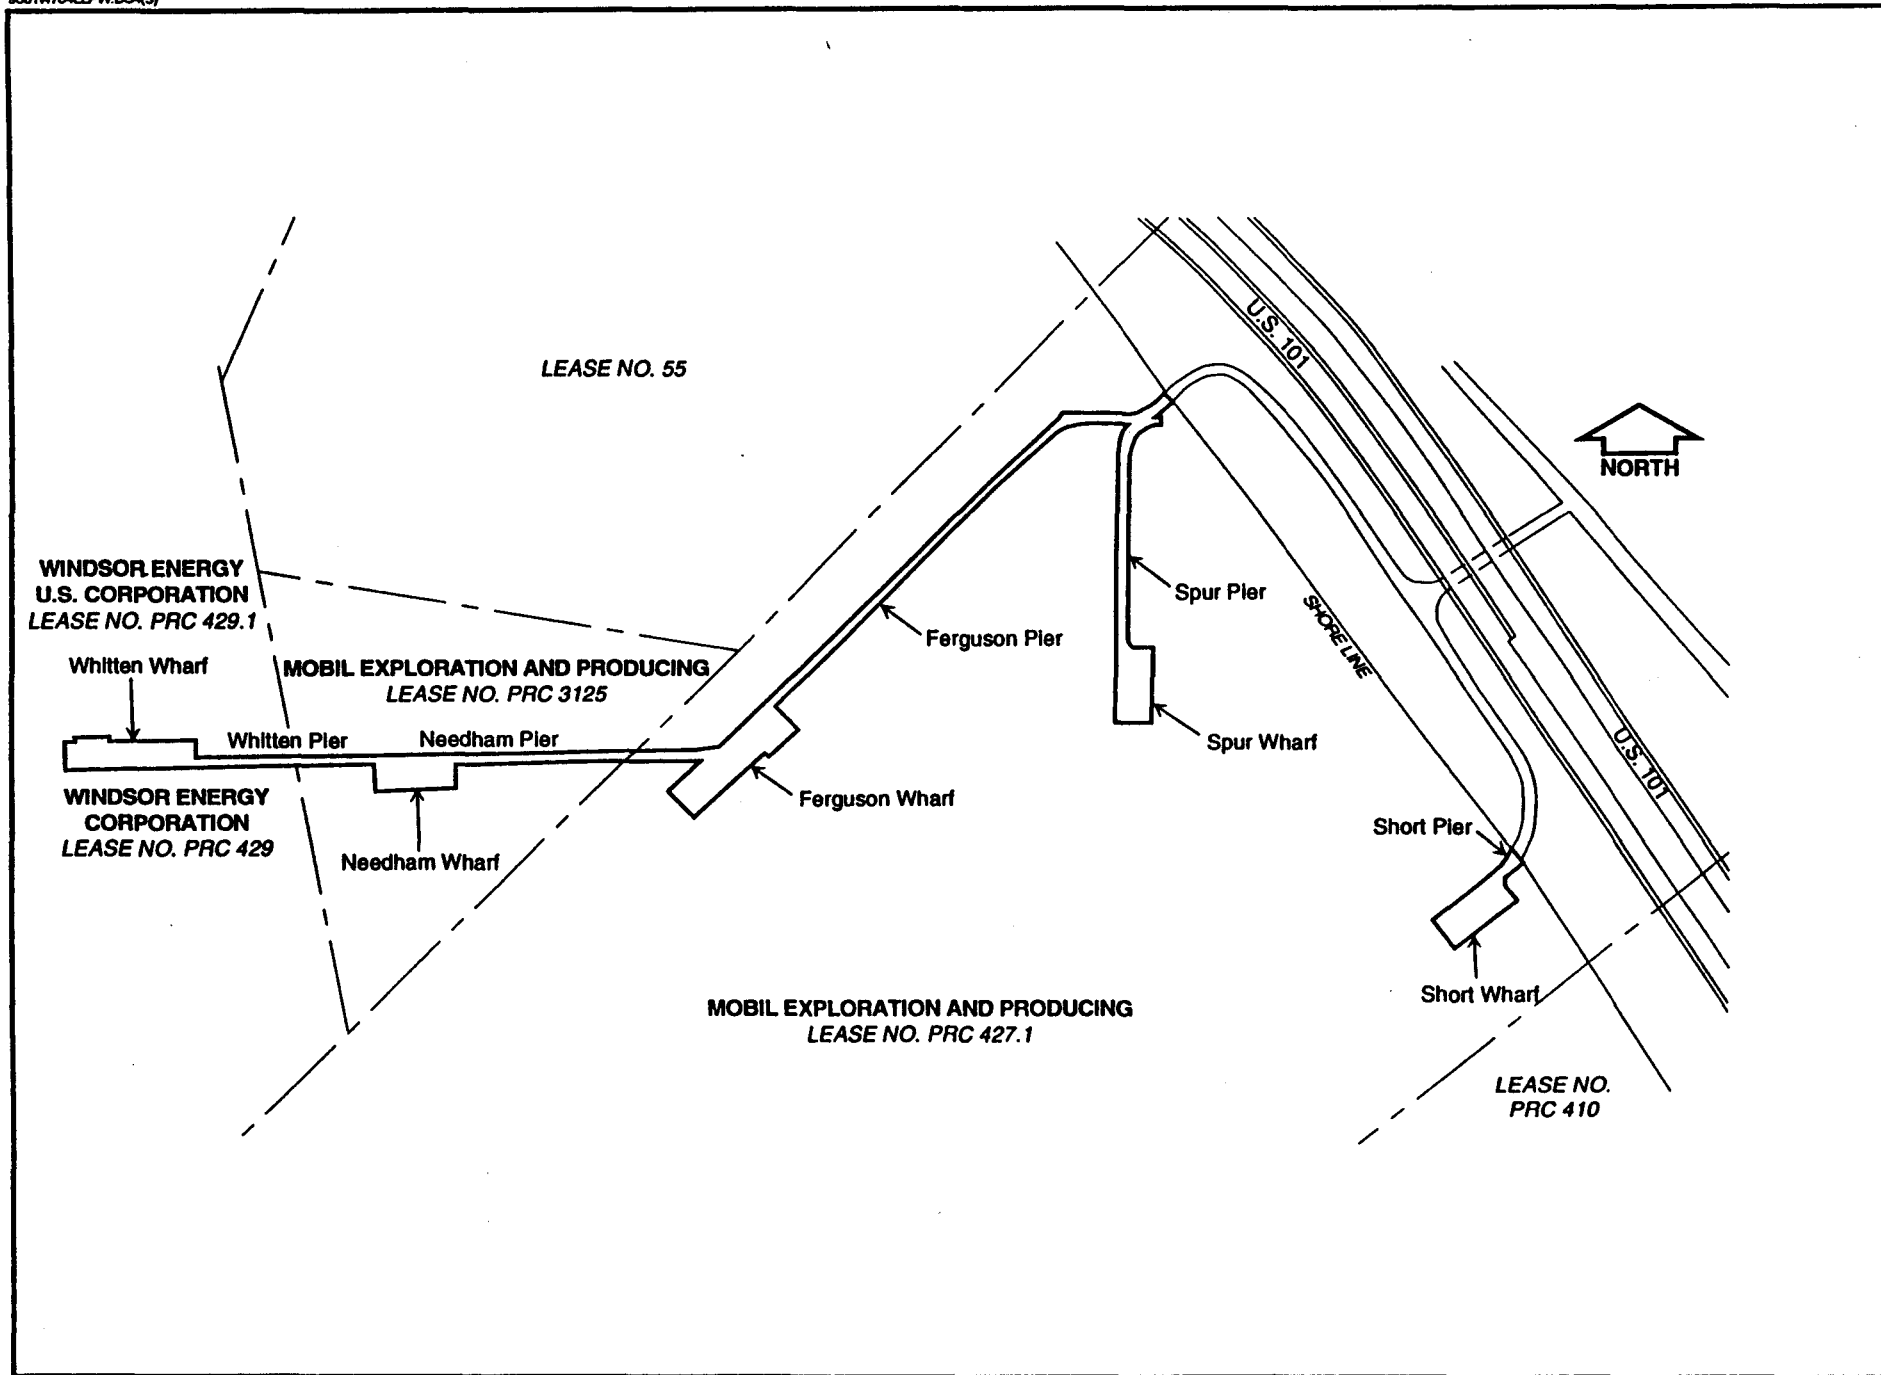 U.S. 101
LEASE NO. 55
NORTH
WINDSOR ENERGY
U.S. CORPORATION
LEASE NO. PRC 429.1
Spur Pier
SHORE LINE
Ferguson Pier
Whitten Wharf
MOBIL EXPLORATION AND PRODUCING
LEASE NO. PRC 3125
Whitten Pier
Needham Pier
Spur Wharf
U.S. 101
WINDSOR ENERGY
CORPORATION
LEASE NO. PRC 429
Ferguson Wharf
Short Pier
Needham Wharf
Short Wharf
MOBIL EXPLORATION AND PRODUCING
LEASE NO. PRC 427.1
LEASE NO.
PRC 410